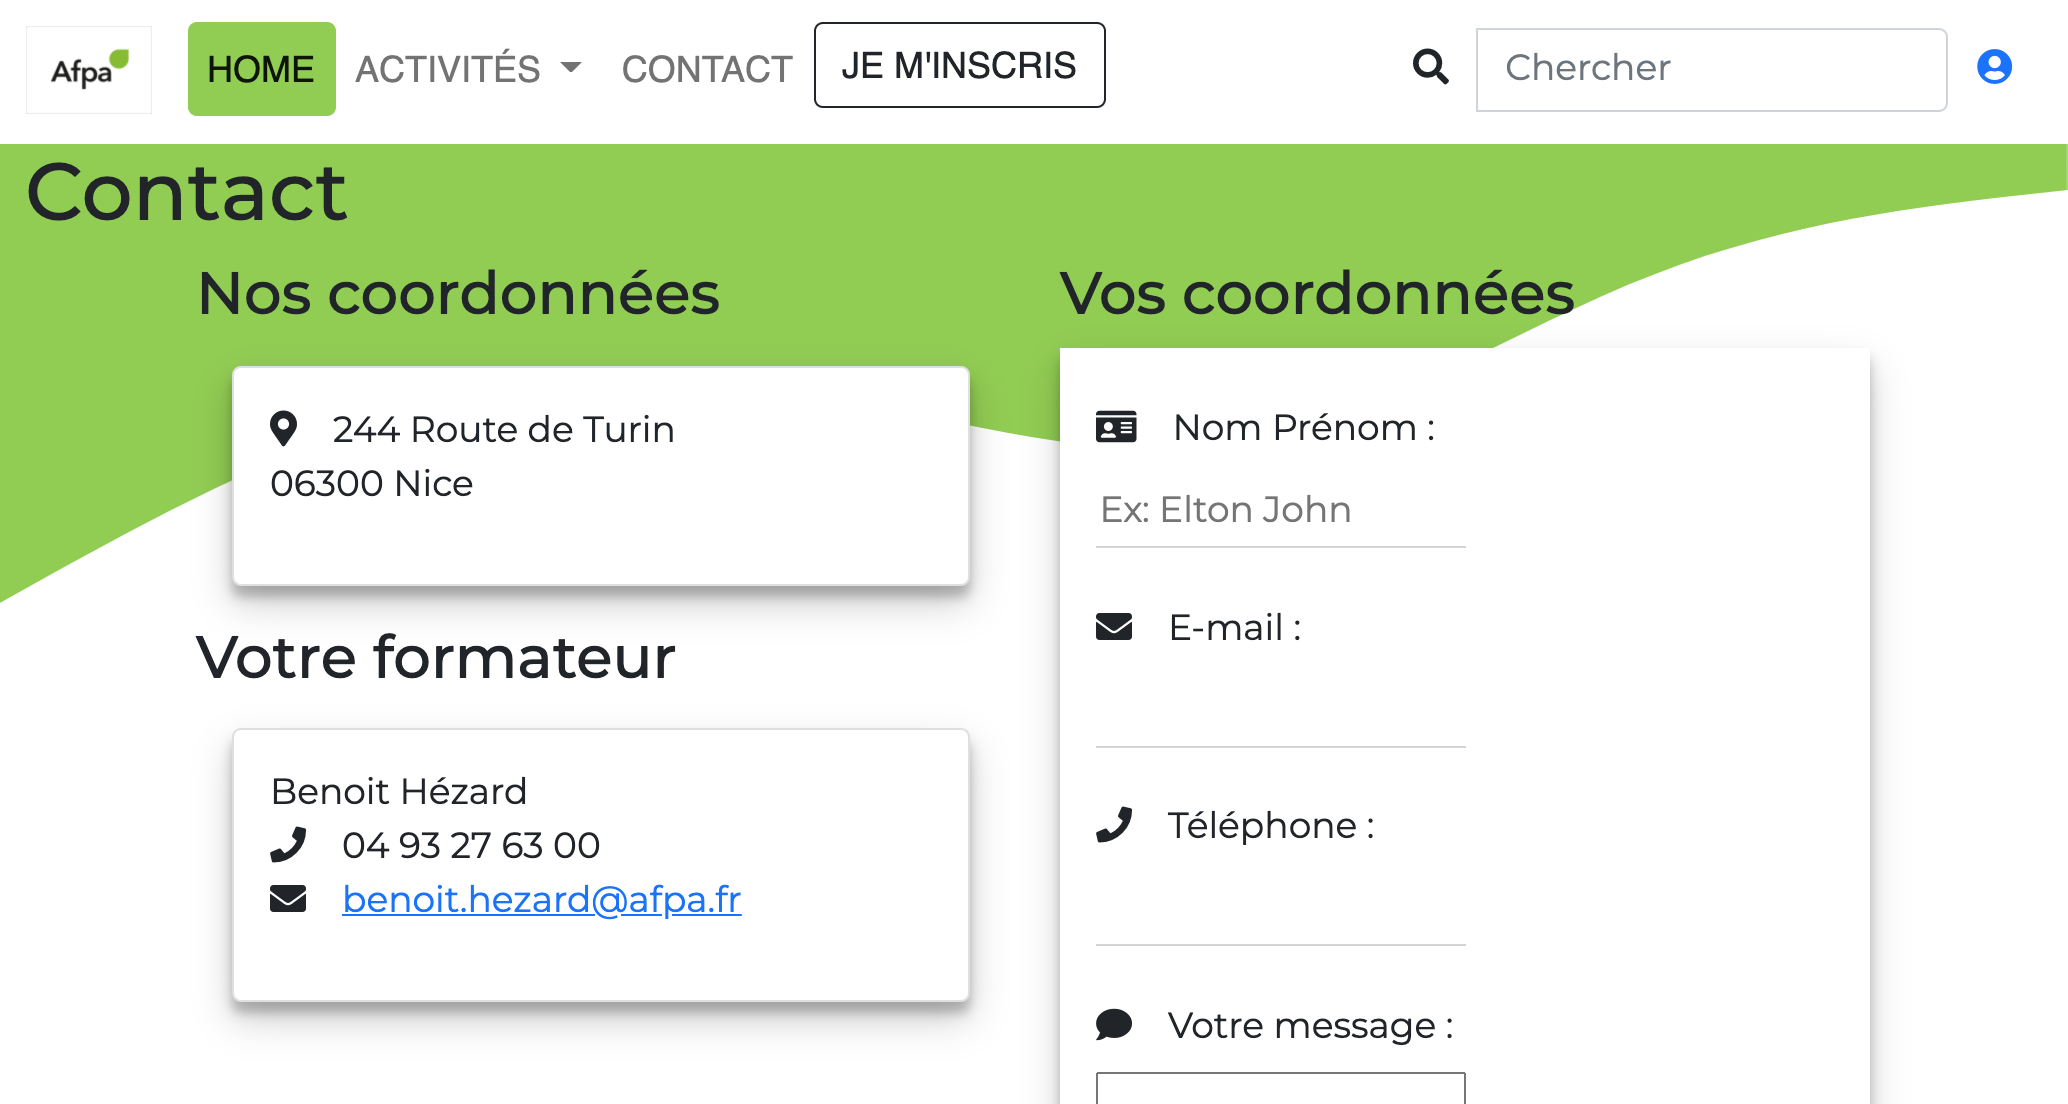 Afpa
HOME ACTIVITÉS CONTACT JE M'INSCRIS Chercher
Contact
Nos coordonnées
244 Route de Turin
06300 Nice
Votre formateur
Benoit Hézard
04 93 27 63 00
benoit.hezard@afpa.fr
Vos coordonnées
Nom Prénom :
Ex: Elton John
E-mail :
Téléphone :
Votre message :